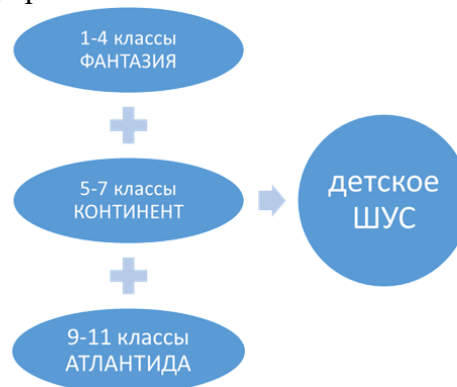 1-4 классы
ФАНТАЗИЯ
5-7 классы
КОНТИНЕНТ
детское
ШУС
9-11 классы
АТЛАНТИДА